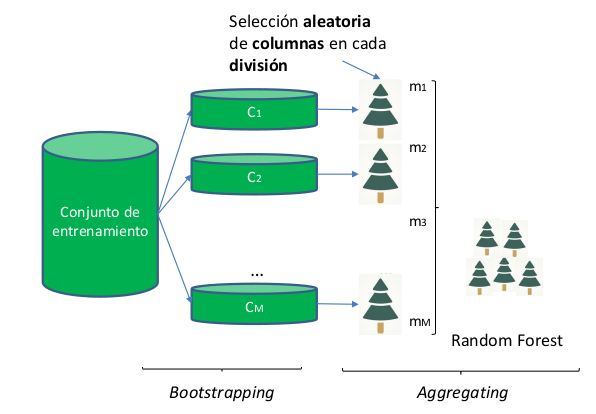 Selección aleatoria
de columnas en cada
división
m1
C1
m2
C2
Conjunto de
entrenamiento
m3
...
CM
mM
Random Forest
Bootstrapping
Aggregating